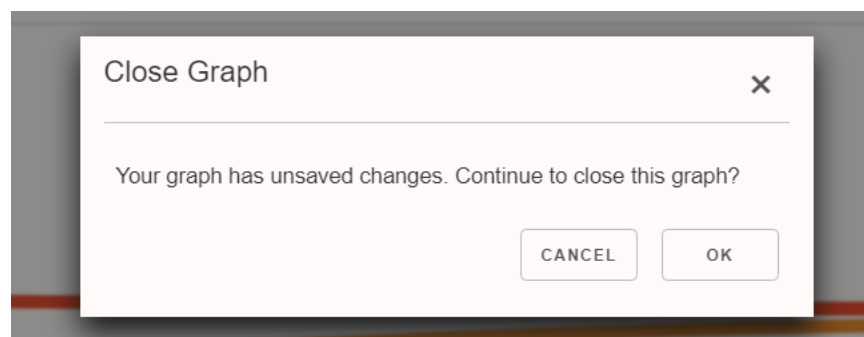 Close Graph
Your graph has unsaved changes. Continue to close this graph?
CANCEL OK